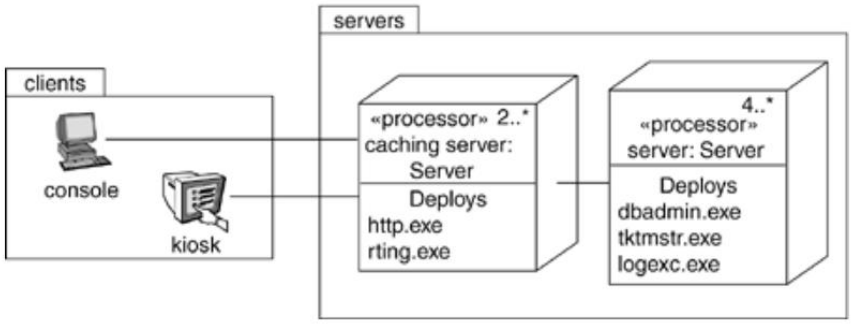 servers
clients
console
kiosk
«processor» 2..*
caching server:
Server
Deploys
http.exe
rting.exe
4..*
«processor»
server: Server
Deploys
dbadmin.exe
tktmstr.exe
logexc.exe